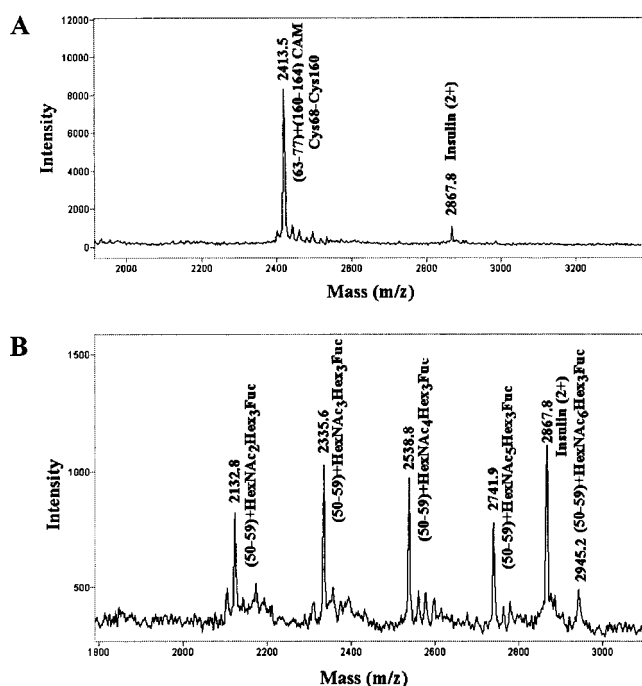 A
12000
10000
8000
6000
4000
2000
0
Intensity
2413.5
(63-77)+(160-164) CAM
Cys68-Cys160
2867.8 Insulin (2+)
2000 2200 2400 2600 2800 3000 3200
Mass (m/z)
B
1500
1000
500
Intensity
2132.8
(50-59)+HexNAc2Hex3Fuc
2335.6
(50-59)+HexNAc3Hex3Fuc
2538.8
(50-59)+HexNAc4Hex3Fuc
2741.9
(50-59)+HexNAc5Hex3Fuc
2867.8
Insulin (2+)
2945.2 (50-59)+HexNAc6Hex3Fuc
1800 2000 2200 2400 2600 2800 3000
Mass (m/z)